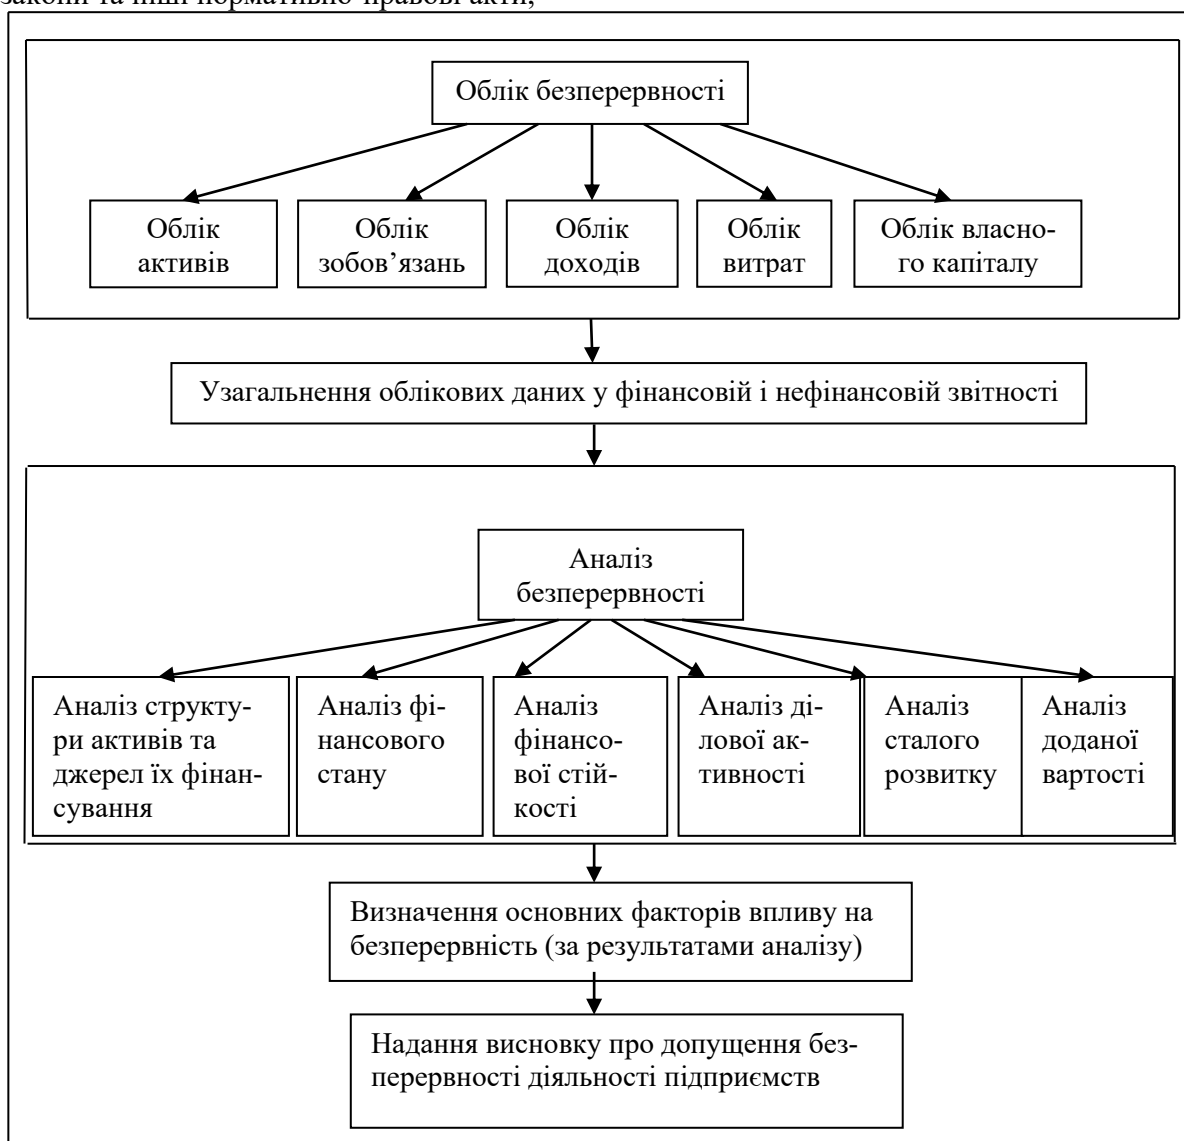 закони та інші нормативно-правові акти;
Облік безперервності
Облік
активів
Облік
зобов’язань
Облік
доходів
Облік
витрат
Облік власно-
го капіталу
Узагальнення облікових даних у фінансовій і нефінансовій звітності
Аналіз
безперервності
Аналіз структу-
ри активів та
джерел їх фінан-
сування
Аналіз фі-
нансового
стану
Аналіз
фінансо-
вої стій-
кості
Аналіз ді-
лової ак-
тивності
Аналіз
сталого
розвитку
Аналіз
доданої
вартості
Визначення основних факторів впливу на
безперервність (за результатами аналізу)
Надання висновку про допущення без-
перервності діяльності підприємств